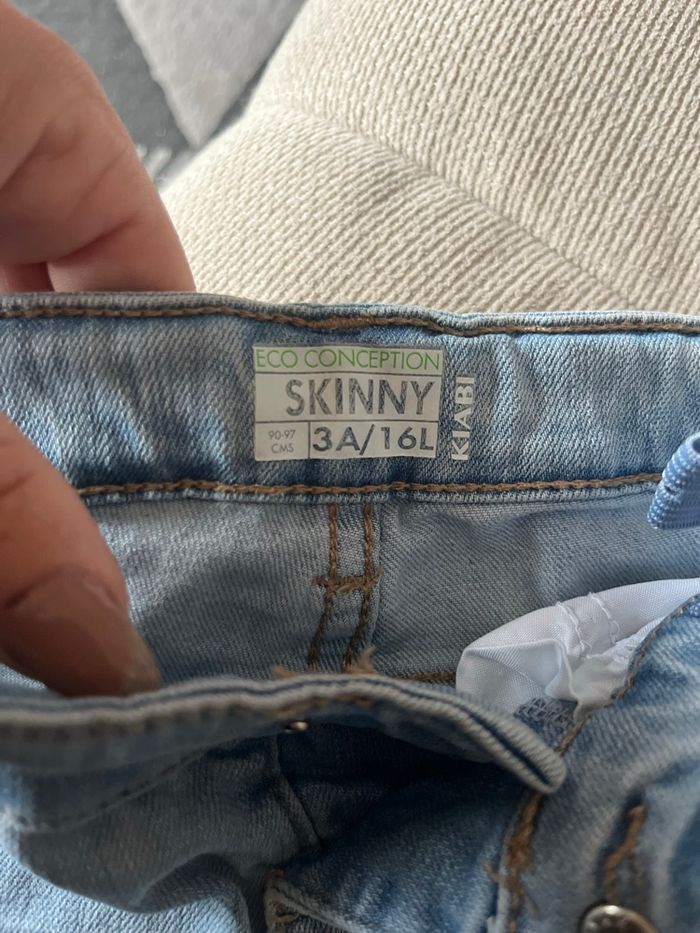 ECO CONCEPTION
SKINNY
90-97
CMS
3A/16L
KIABI